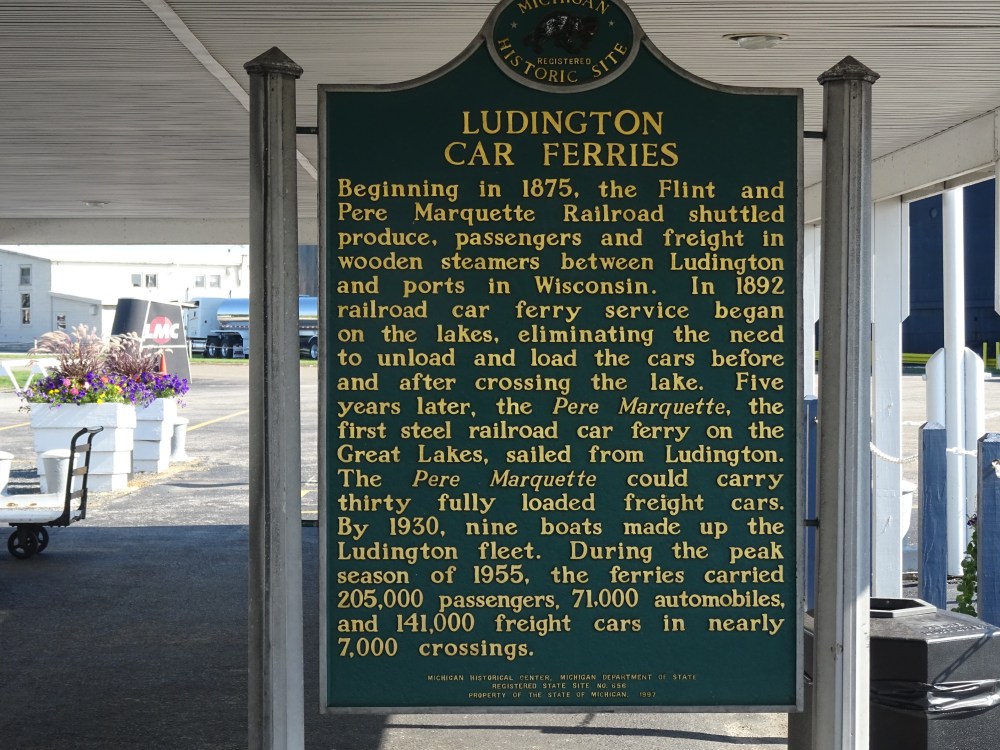 MICHIGAN
REGISTERED
HISTORIC SITE
LUDINGTON
CAR FERRIES
Beginning in 1875, the Flint and
Pere Marquette Railroad shuttled
produce, passengers and freight in
wooden steamers between Ludington
and ports in Wisconsin. In 1892
railroad car ferry service began
on the lakes, eliminating the need
to unload and load the cars before
and after crossing the lake. Five
years later, the Pere Marquette, the
first steel railroad car ferry on the
Great Lakes, sailed from Ludington.
The Pere Marquette could carry
thirty fully loaded freight cars.
By 1930, nine boats made up the
Ludington fleet. During the peak
season of 1955, the ferries carried
205,000 passengers, 71,000 automobiles,
and 141,000 freight cars in nearly
7,000 crossings.
MICHIGAN HISTORICAL CENTER, MICHIGAN DEPARTMENT OF STATE
REGISTERED STATE SITE NO. 656
PROPERTY OF THE STATE OF MICHIGAN, 1997
LMC